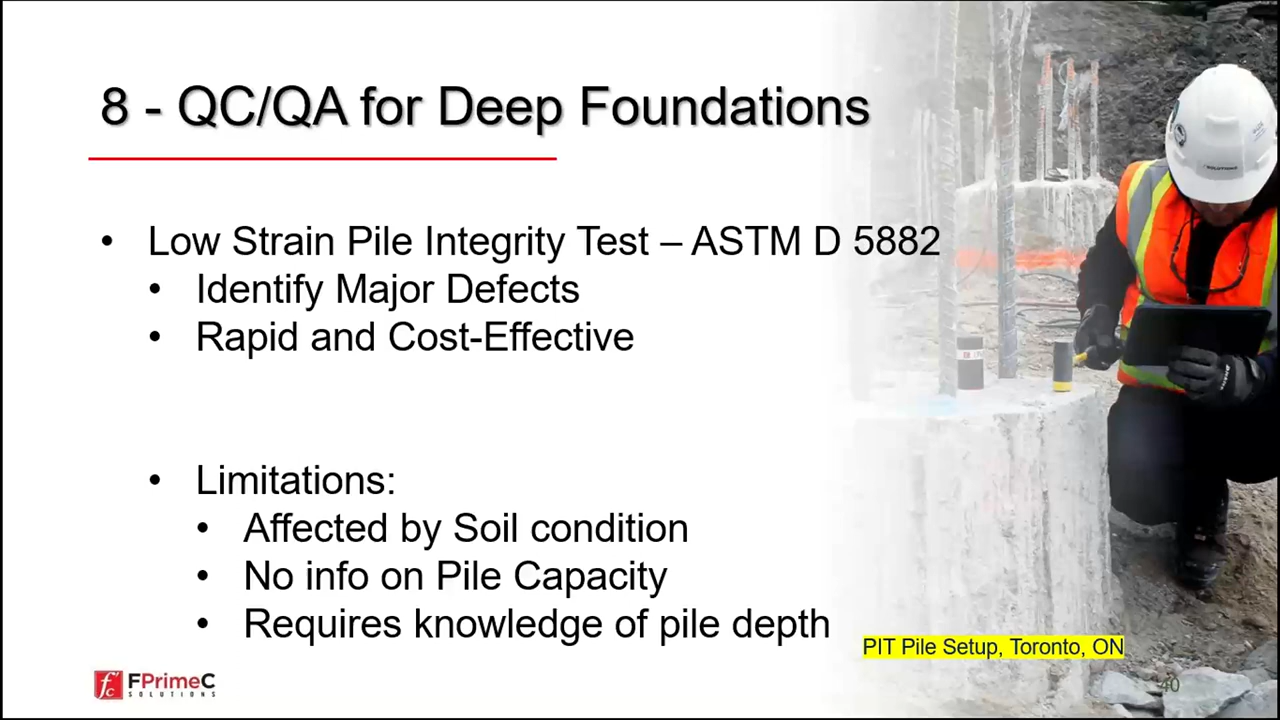 8 - QC/QA for Deep Foundations
• Low Strain Pile Integrity Test – ASTM D 5882
• Identify Major Defects
• Rapid and Cost-Effective
• Limitations:
• Affected by Soil condition
• No info on Pile Capacity
• Requires knowledge of pile depth
PIT Pile Setup, Toronto, ON
FPrimeC
SOLUTIONS
40